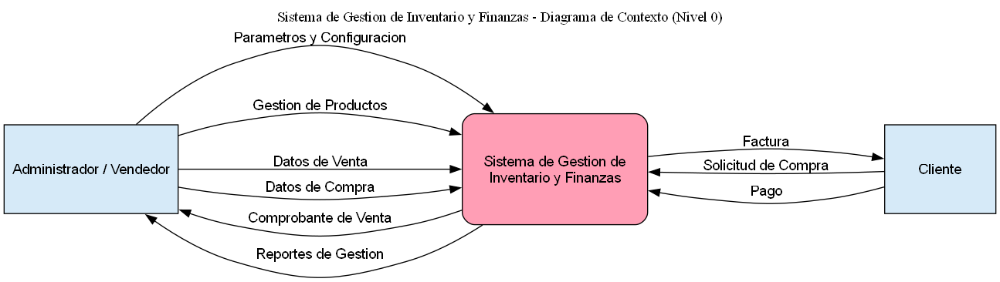 Sistema de Gestion de Inventario y Finanzas - Diagrama de Contexto (Nivel 0)
Parametros y Configuracion
Gestion de Productos
Administrador / Vendedor
Datos de Venta
Datos de Compra
Comprobante de Venta
Reportes de Gestion
Sistema de Gestion de
Inventario y Finanzas
Factura
Solicitud de Compra
Pago
Cliente